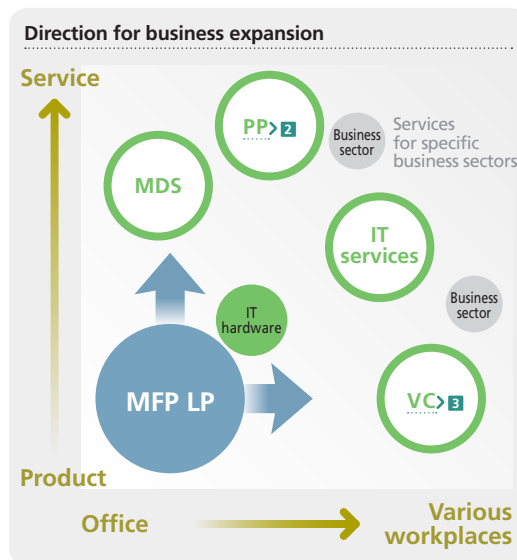 Direction for business expansion
Service
PP> 2
Business
sector
Services
for specific
business sectors
MDS
IT
services
IT
hardware
Business
sector
MFP LP
VC> 3
Product
Office
Various
workplaces